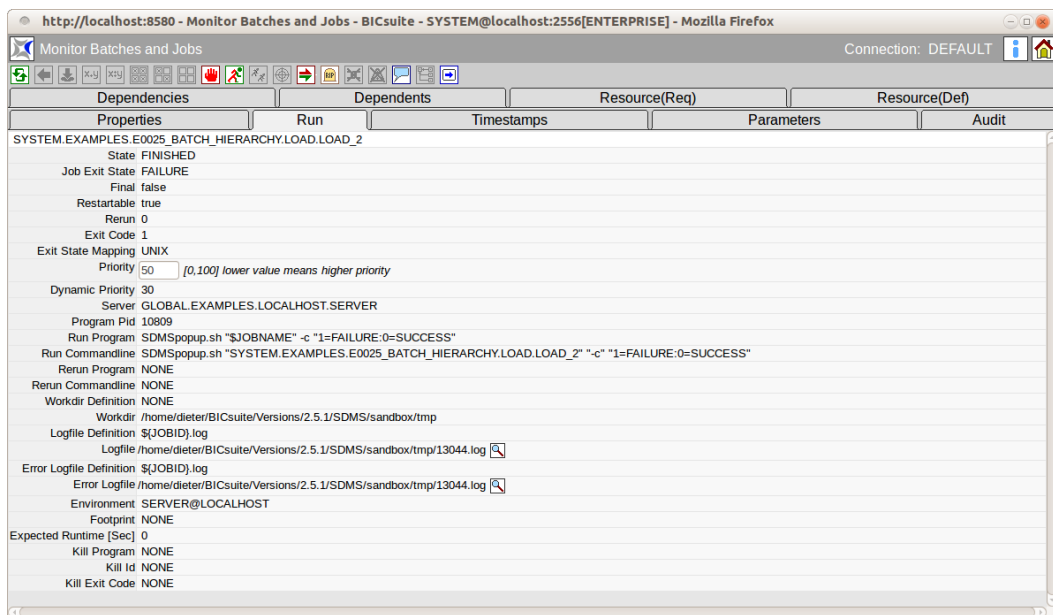 http://localhost:8580 - Monitor Batches and Jobs - BICsuite - SYSTEM@localhost:2556[ENTERPRISE] - Mozilla Firefox
Monitor Batches and Jobs Connection: DEFAULT
x,y x!y RIP
Dependencies Dependents Resource(Req) Resource(Def)
Properties Run Timestamps Parameters Audit
SYSTEM.EXAMPLES.E0025_BATCH_HIERARCHY.LOAD.LOAD_2
State FINISHED
Job Exit State FAILURE
Final false
Restartable true
Rerun 0
Exit Code 1
Exit State Mapping UNIX
Priority 50 [0,100] lower value means higher priority
Dynamic Priority 30
Server GLOBAL.EXAMPLES.LOCALHOST.SERVER
Program Pid 10809
Run Program SDMSpopup.sh "$JOBNAME" -c "1=FAILURE:0=SUCCESS"
Run Commandline SDMSpopup.sh "SYSTEM.EXAMPLES.E0025_BATCH_HIERARCHY.LOAD.LOAD_2" "-c" "1=FAILURE:0=SUCCESS"
Rerun Program NONE
Rerun Commandline NONE
Workdir Definition NONE
Workdir /home/dieter/BICsuite/Versions/2.5.1/SDMS/sandbox/tmp
Logfile Definition ${JOBID}.log
Logfile /home/dieter/BICsuite/Versions/2.5.1/SDMS/sandbox/tmp/13044.log
Error Logfile Definition ${JOBID}.log
Error Logfile /home/dieter/BICsuite/Versions/2.5.1/SDMS/sandbox/tmp/13044.log
Environment SERVER@LOCALHOST
Footprint NONE
Expected Runtime [Sec] 0
Kill Program NONE
Kill Id NONE
Kill Exit Code NONE